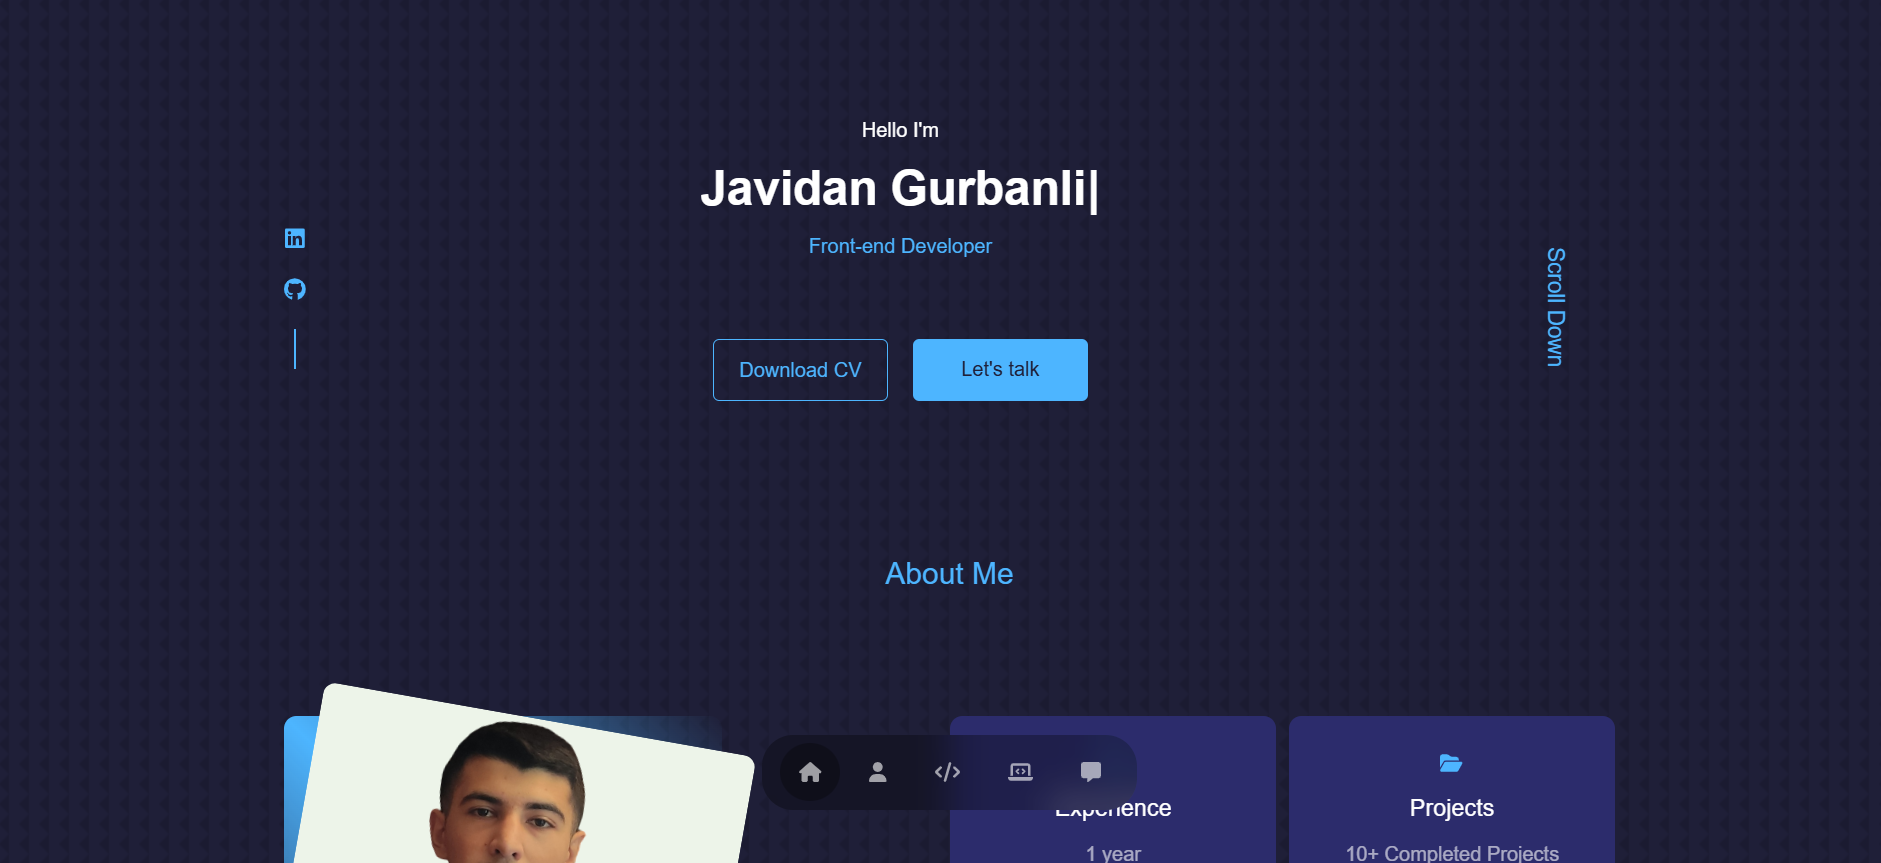 Hello I'm
Javidan Gurbanli|
Front-end Developer
Scroll Down
Download CV
Let's talk
About Me
Experience
1 year
Projects
10+ Completed Projects